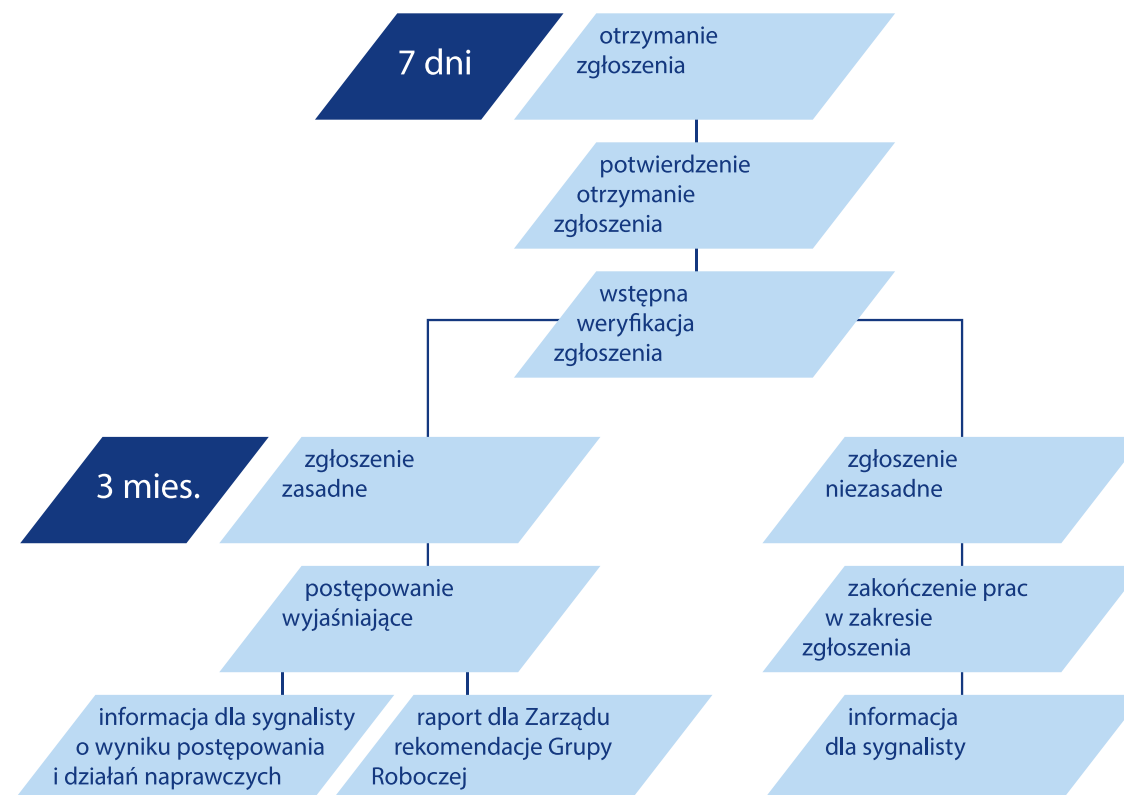 7 dni
otrzymanie
zgłoszenia
potwierdzenie
otrzymanie
zgłoszenia
wstępna
weryfikacja
zgłoszenia
3 mies.
zgłoszenie
zasadne
zgłoszenie
niezasadne
postępowanie
wyjaśniające
zakończenie prac
w zakresie
zgłoszenia
informacja dla sygnalisty
o wyniku postępowania
i działań naprawczych
raport dla Zarządu
rekomendacje Grupy
Roboczej
informacja
dla sygnalisty